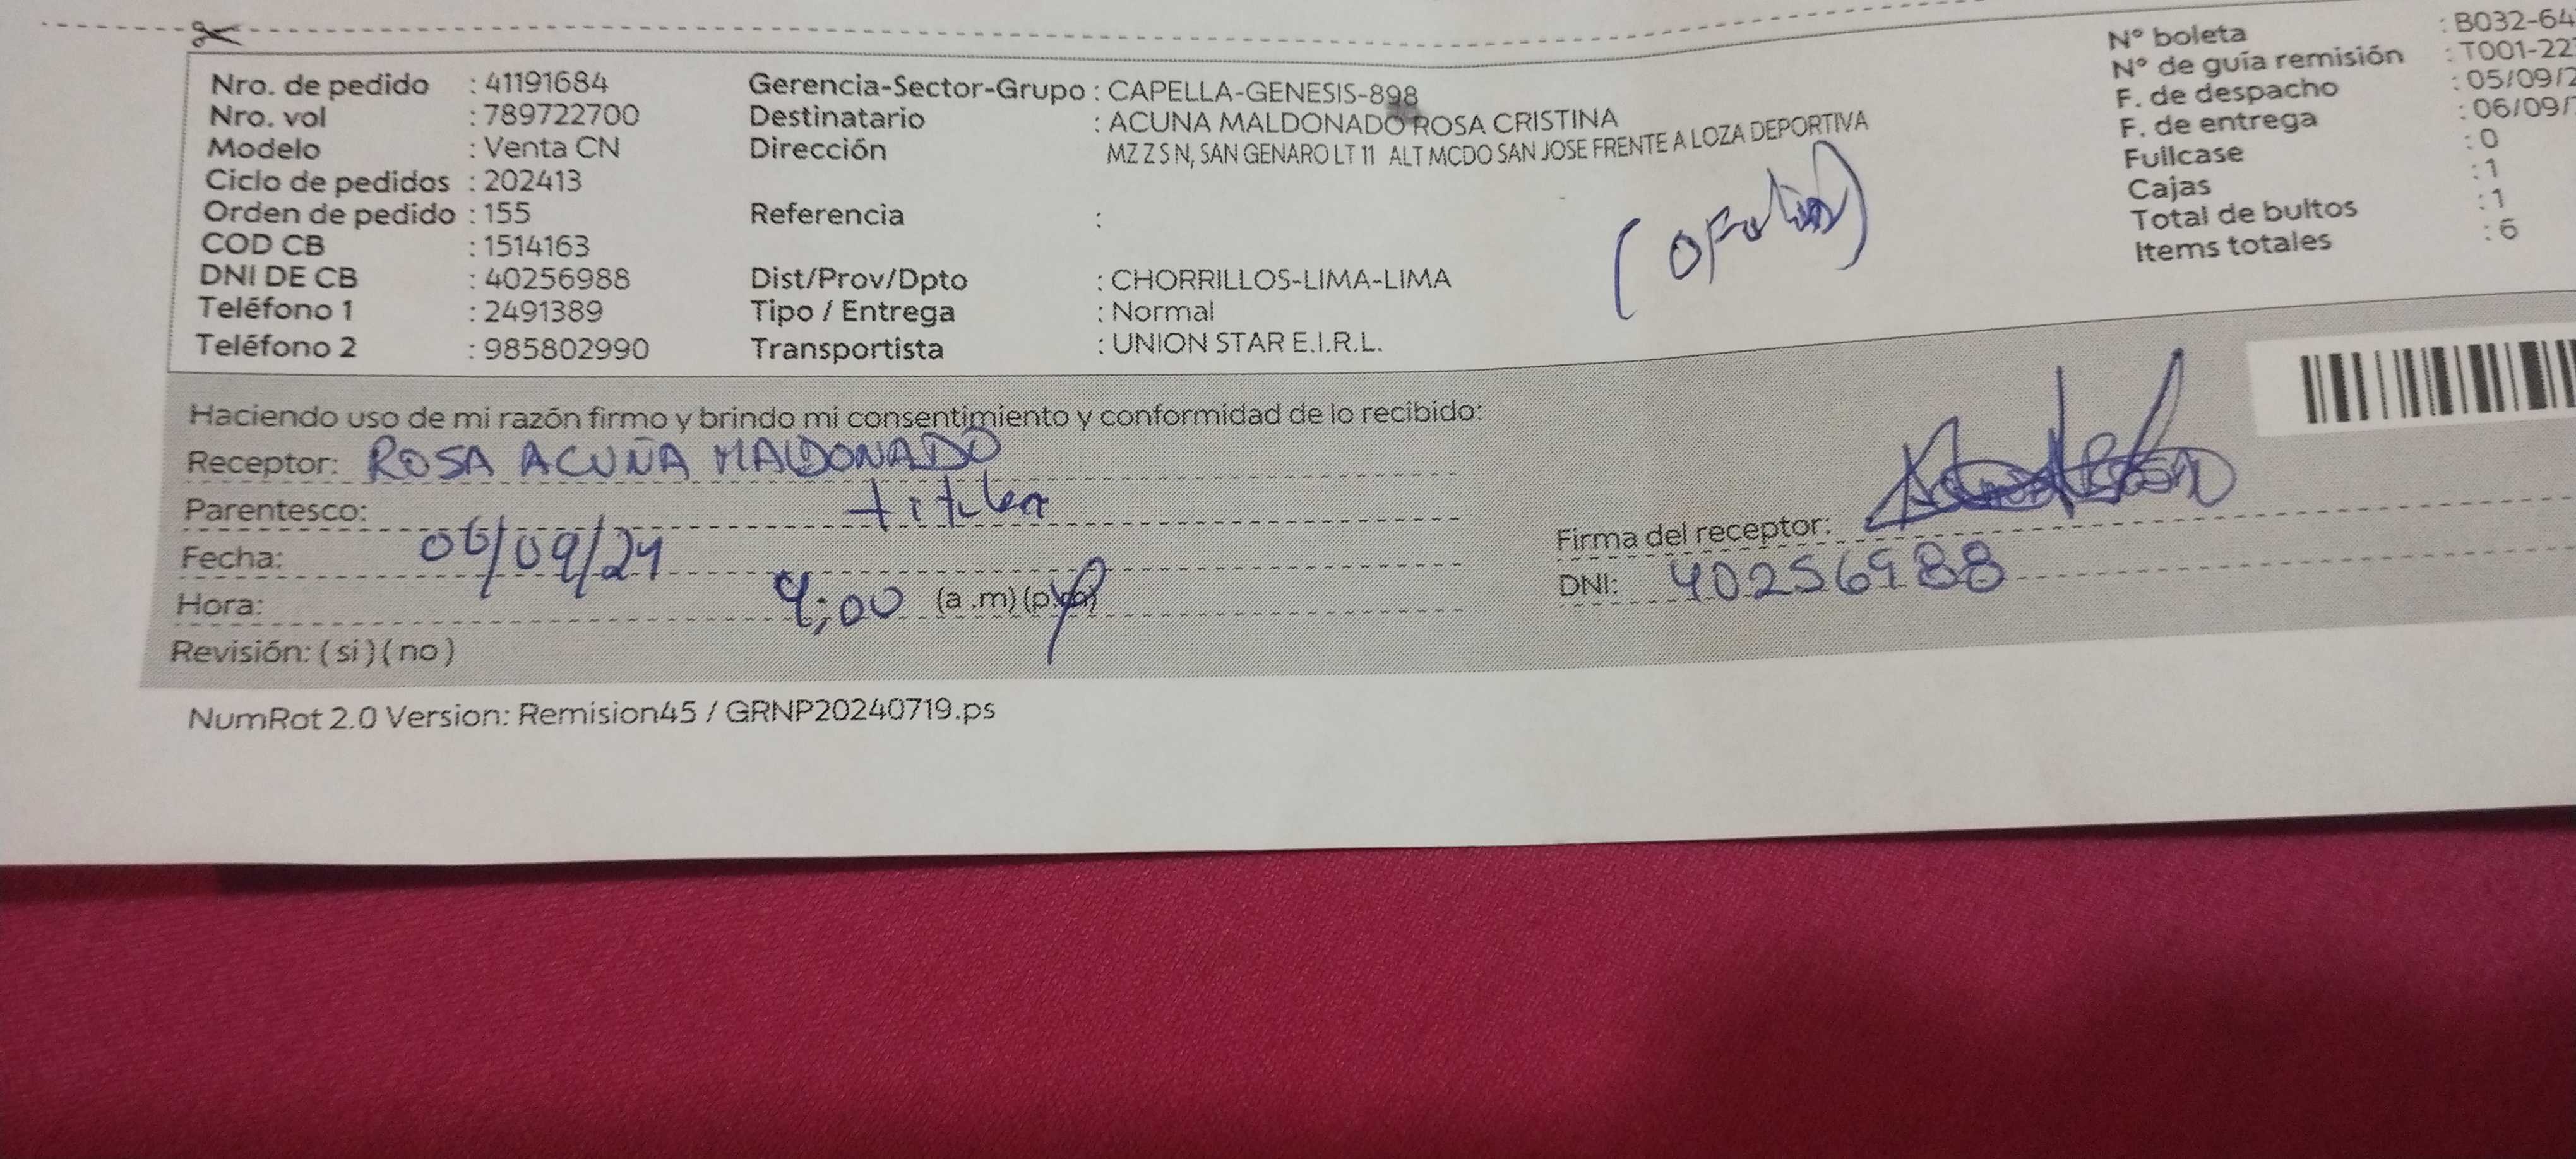 Nro. de pedido : 41191684
Nro. vol : 789722700
Modelo : Venta CN
Ciclo de pedidos : 202413
Orden de pedido : 155
COD CB : 1514163
DNI DE CB : 40256988
Teléfono 1 : 2491389
Teléfono 2 : 985802990
Gerencia-Sector-Grupo : CAPELLA-GENESIS-898
Destinatario : ACUNA MALDONADO ROSA CRISTINA
Dirección MZ Z S N, SAN GENARO LT 11 ALT MCDO SAN JOSE FRENTE A LOZA DEPORTIVA
Referencia :
Dist/Prov/Dpto : CHORRILLOS-LIMA-LIMA
Tipo / Entrega : Normal
Transportista : UNION STAR E.I.R.L.
N° boleta : B032-64
N° de guía remisión : T001-22
F. de despacho : 05/09/2
F. de entrega : 06/09/
Fullcase : 0
Cajas : 1
Total de bultos : 1
Items totales : 6
Haciendo uso de mi razón firmo y brindo mi consentimiento y conformidad de lo recibido:
Receptor: ROSA ACUÑA MALDONADO
Parentesco: titular
Fecha: 06/09/24
Hora: 4:00 (a .m) (p.m)
Revisión: ( si ) ( no )
Firma del receptor:
DNI: 40256988
NumRot 2.0 Version: Remision45 / GRNP20240719.ps